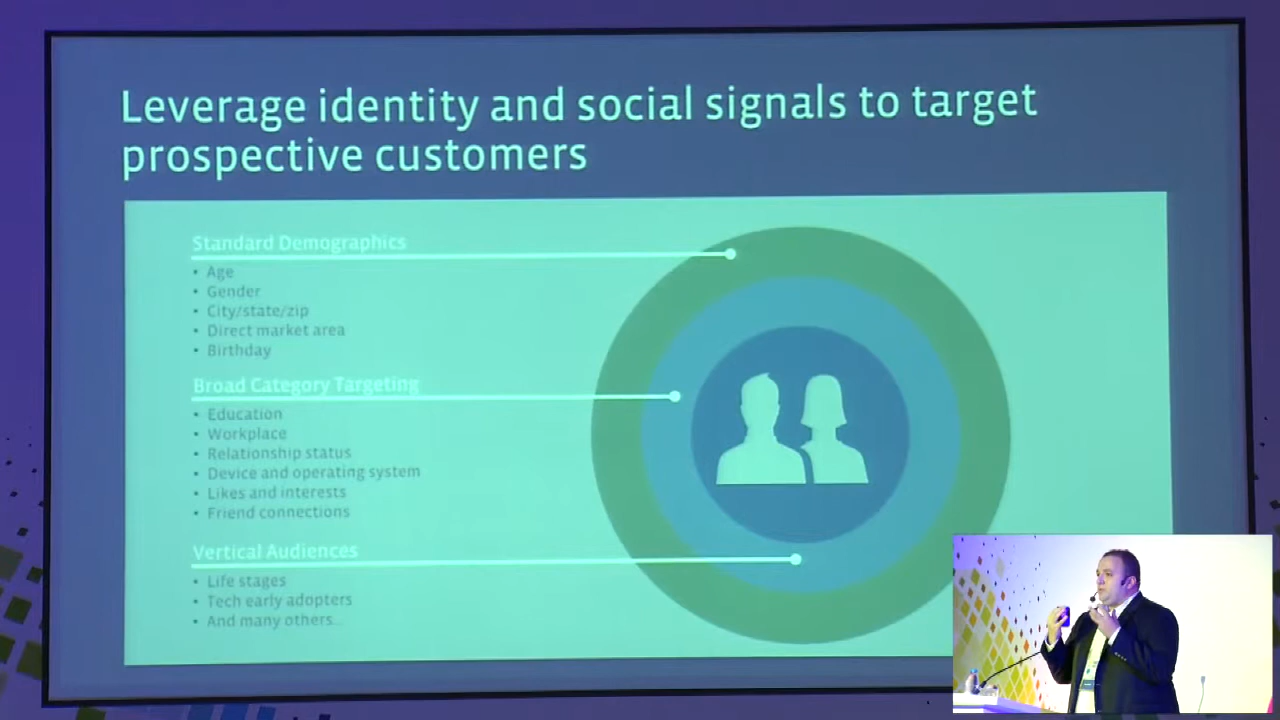 Leverage identity and social signals to target
prospective customers
Standard Demographics
• Age
• Gender
• City/state/zip
• Direct market area
• Birthday
Broad Category Targeting
• Education
• Workplace
• Relationship status
• Device and operating system
• Likes and interests
• Friend connections
Vertical Audiences
• Life stages
• Tech early adopters
• And many others...